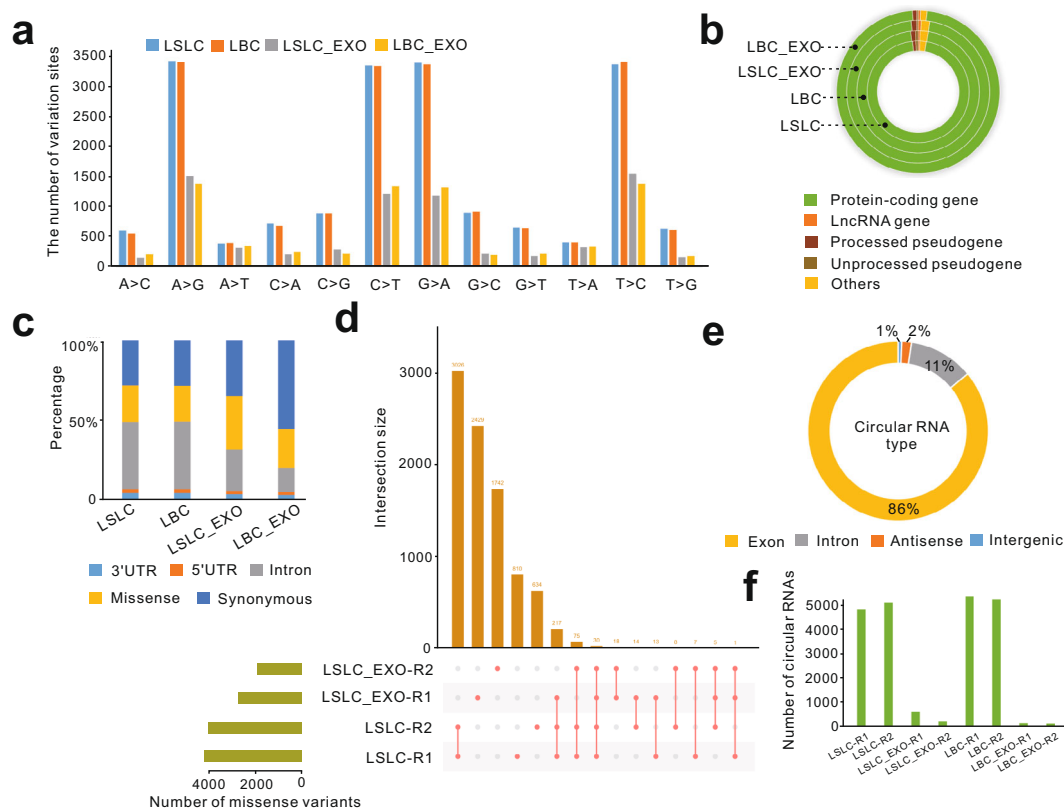 a
LSLC LBC LSLC_EXO LBC_EXO
The number of variation sites
3500
3000
2500
2000
1500
1000
500
0
A>C A>G A>T C>A C>G C>T G>A G>C G>T T>A T>C T>G
b
LBC_EXO
LSLC_EXO
LBC
LSLC
Protein-coding gene
LncRNA gene
Processed pseudogene
Unprocessed pseudogene
Others
c
Percentage
100%
50%
0
LSLC LBC LSLC_EXO LBC_EXO
3'UTR 5'UTR Intron
Missense Synonymous
d
Intersection size
3000
2000
1000
0
2429
1742
634
217
75
LSLC_EXO-R2
LSLC_EXO-R1
LSLC-R2
LSLC-R1
4000 2000 0
Number of missense variants
e
1% 2%
11%
Circular RNA
type
86%
Exon Intron Antisense Intergenic
f
Number of circular RNAs
5000
4000
3000
2000
1000
0
LSLC-R1 LSLC-R2 LSLC_EXO-R1 LSLC_EXO-R2 LBC-R1 LBC-R2 LBC_EXO-R1 LBC_EXO-R2